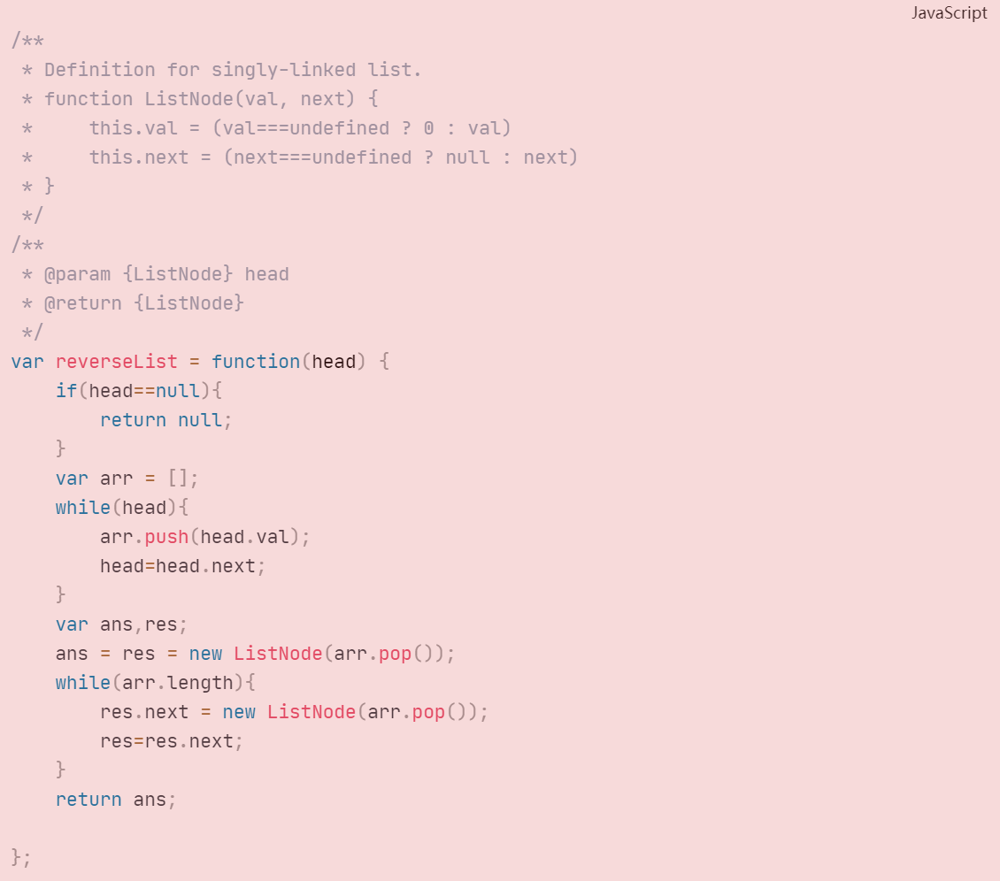 JavaScript
/**
 * Definition for singly-linked list.
 * function ListNode(val, next) {
 *     this.val = (val===undefined ? 0 : val)
 *     this.next = (next===undefined ? null : next)
 * }
 */
/**
 * @param {ListNode} head
 * @return {ListNode}
 */
var reverseList = function(head) {
    if(head==null){
        return null;
    }
    var arr = [];
    while(head){
        arr.push(head.val);
        head=head.next;
    }
    var ans,res;
    ans = res = new ListNode(arr.pop());
    while(arr.length){
        res.next = new ListNode(arr.pop());
        res=res.next;
    }
    return ans;

};